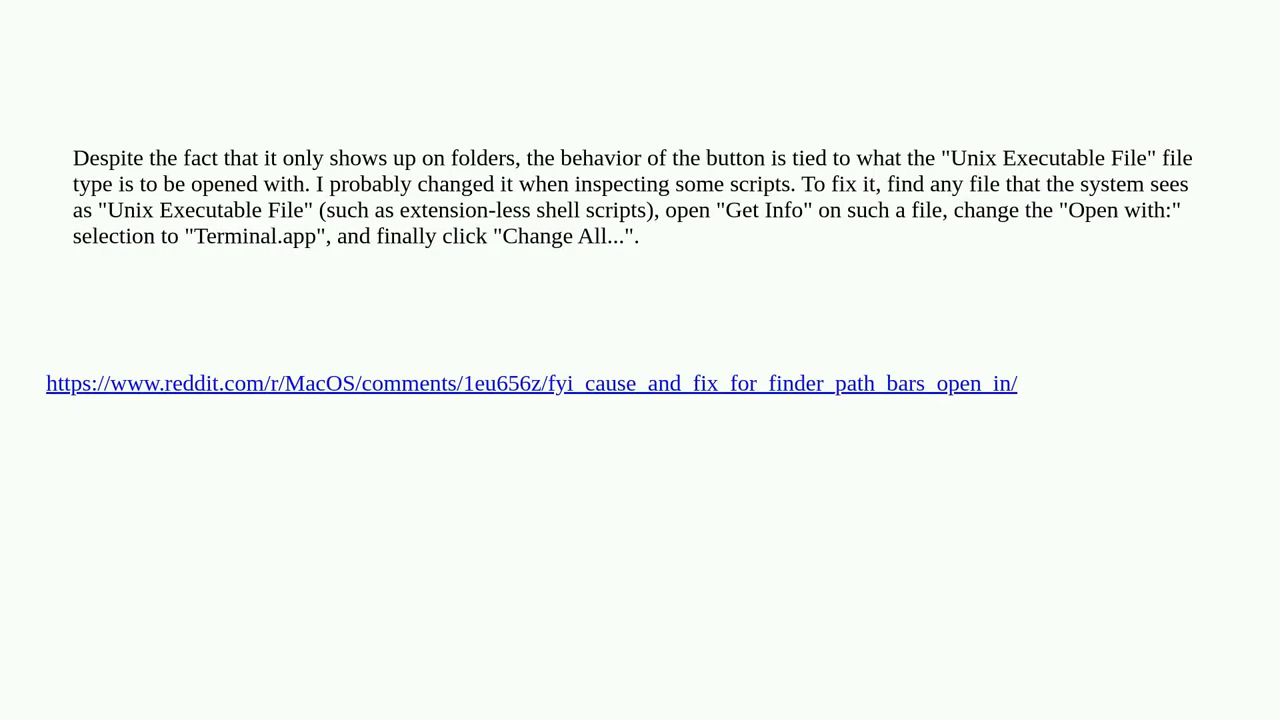 Despite the fact that it only shows up on folders, the behavior of the button is tied to what the "Unix Executable File" file
type is to be opened with. I probably changed it when inspecting some scripts. To fix it, find any file that the system sees
as "Unix Executable File" (such as extension-less shell scripts), open "Get Info" on such a file, change the "Open with:"
selection to "Terminal.app", and finally click "Change All...".
https://www.reddit.com/r/MacOS/comments/1eu656z/fyi_cause_and_fix_for_finder_path_bars_open_in/